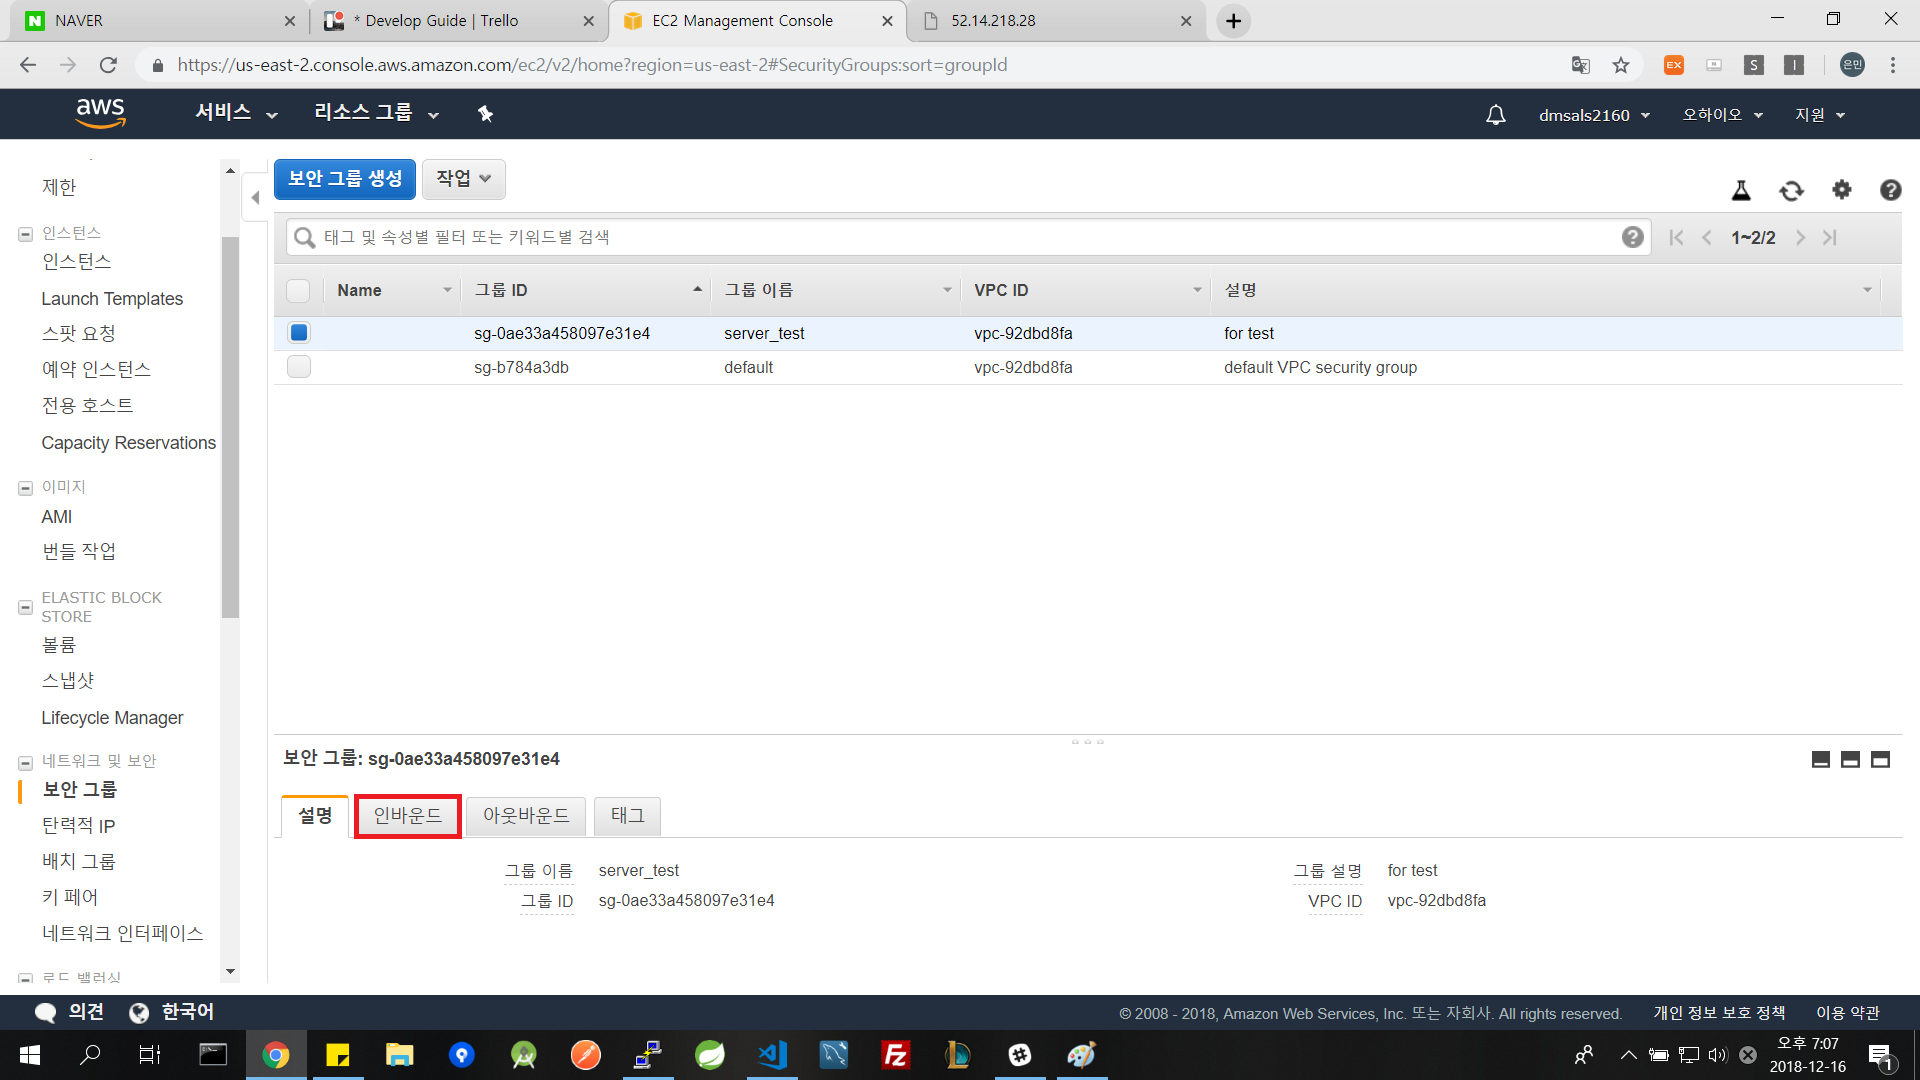 NAVER
* Develop Guide | Trello
EC2 Management Console
52.14.218.28
https://us-east-2.console.aws.amazon.com/ec2/v2/home?region=us-east-2#SecurityGroups:sort=groupId
EX
S
I
은민
aws
서비스
리소스 그룹
dmsals2160
오하이오
지원
제한
인스턴스
인스턴스
Launch Templates
스팟 요청
예약 인스턴스
전용 호스트
Capacity Reservations
이미지
AMI
번들 작업
ELASTIC BLOCK
STORE
볼륨
스냅샷
Lifecycle Manager
네트워크 및 보안
보안 그룹
탄력적 IP
배치 그룹
키 페어
네트워크 인터페이스
로드 밸런싱
보안 그룹 생성
작업
태그 및 속성별 필터 또는 키워드별 검색
1~2/2
Name 그룹 ID 그룹 이름 VPC ID 설명
sg-0ae33a458097e31e4 server_test vpc-92dbd8fa for test
sg-b784a3db default vpc-92dbd8fa default VPC security group
보안 그룹: sg-0ae33a458097e31e4
설명 인바운드 아웃바운드 태그
그룹 이름 server_test 그룹 설명 for test
그룹 ID sg-0ae33a458097e31e4 VPC ID vpc-92dbd8fa
의견 한국어
© 2008 - 2018, Amazon Web Services, Inc. 또는 자회사. All rights reserved. 개인 정보 보호 정책 이용 약관
오후 7:07
2018-12-16
1